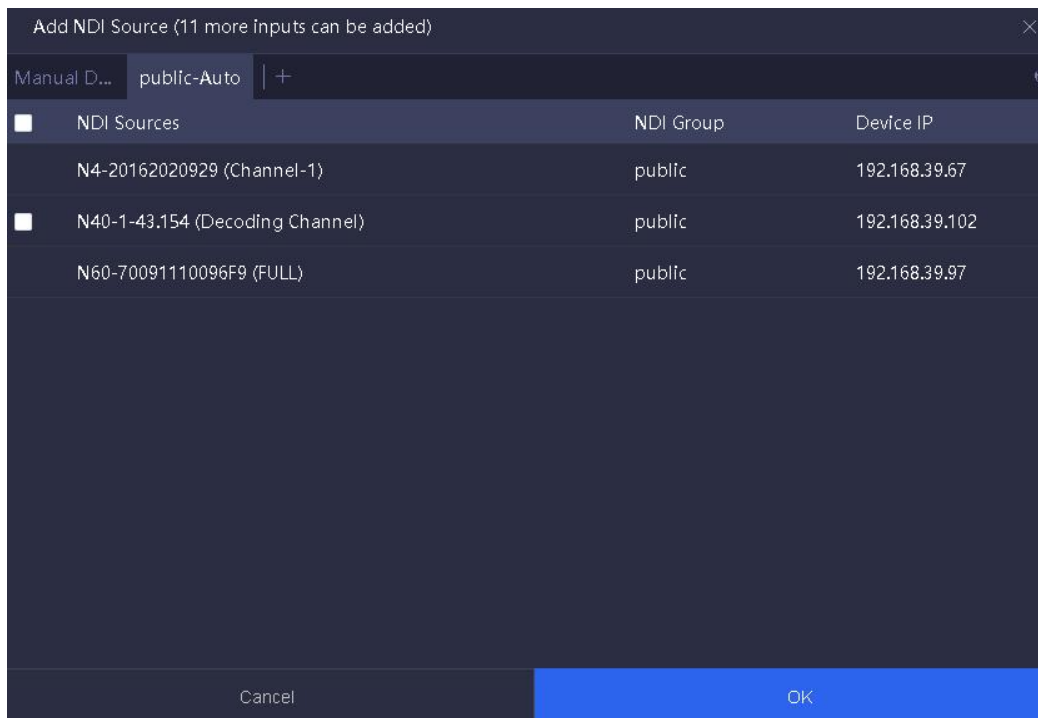 Add NDI Source (11 more inputs can be added)
Manual D... public-Auto +
NDI Sources NDI Group Device IP
N4-20162020929 (Channel-1) public 192.168.39.67
N40-1-43.154 (Decoding Channel) public 192.168.39.102
N60-70091110096F9 (FULL) public 192.168.39.97
Cancel OK